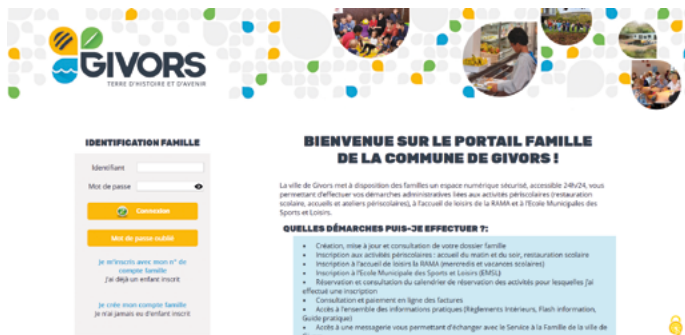 GIVORS
TERRE D'HISTOIRE ET D'AVENIR
IDENTIFICATION FAMILLE
Identifiant
Mot de passe
Connexion
Mot de passe oublié
Je m'inscris avec mon n° de
compte famille
J'ai déjà un enfant inscrit
Je crée mon compte famille
Je n'ai jamais eu d'enfant inscrit
BIENVENUE SUR LE PORTAIL FAMILLE
DE LA COMMUNE DE GIVORS !
La ville de Givors met à disposition des familles un espace numérique sécurisé, accessible 24h/24, vous
permettant d'effectuer vos démarches administratives liées aux activités périscolaires (restauration
scolaire, accueils et ateliers périscolaires), à l'accueil de loisirs de la RAMA et à l'Ecole Municipales des
Sports et Loisirs.
QUELLES DÉMARCHES PUIS-JE EFFECTUER ?:
• Création, mise à jour et consultation de votre dossier famille
• Inscription aux activités périscolaires : accueil du matin et du soir, restauration scolaire
• Inscription à l'accueil de loisirs la RAMA (mercredis et vacances scolaires)
• Inscription à l'Ecole Municipale des Sports et Loisirs (EMSL)
• Réservation et consultation du calendrier de réservation des activités pour lesquelles j'ai
effectué une inscription
• Consultation et paiement en ligne des factures
• Accès à l'ensemble des informations pratiques (Règlements Intérieurs, Flash information,
Guide pratique)
• Accès à une messagerie vous permettant d'échanger avec le Service à la Famille de la ville de